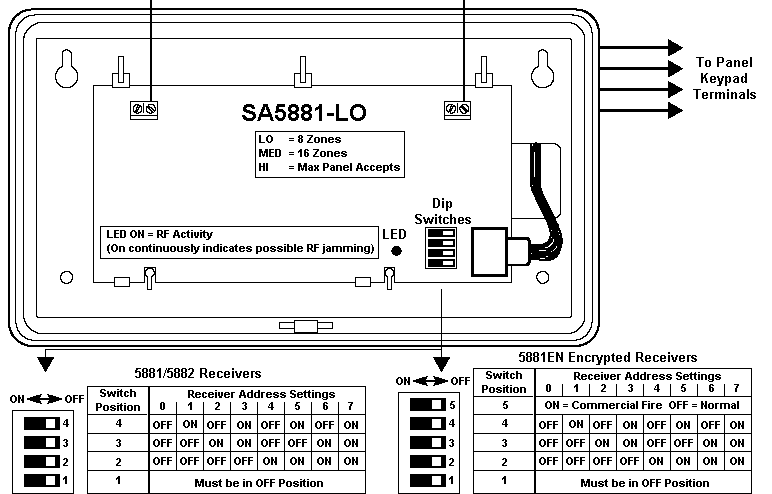 To Panel
Keypad
Terminals
SA5881-LO
LO = 8 Zones
MED = 16 Zones
HI = Max Panel Accepts
Dip
Switches
LED ON = RF Activity
(On continuously indicates possible RF jamming)
LED
5881/5882 Receivers
ON OFF
4
3
2
1
Switch Position Receiver Address Settings
0 1 2 3 4 5 6 7
4 OFF ON OFF ON OFF ON OFF ON
3 OFF OFF ON ON OFF OFF ON ON
2 OFF OFF OFF OFF ON ON ON ON
1 Must be in OFF Position
5881EN Encrypted Receivers
ON OFF
5
4
3
2
1
Switch Position Receiver Address Settings
0 1 2 3 4 5 6 7
5 ON = Commercial Fire OFF = Normal
4 OFF ON OFF ON OFF ON OFF ON
3 OFF OFF ON ON OFF OFF ON ON
2 OFF OFF OFF OFF ON ON ON ON
1 Must be in OFF Position